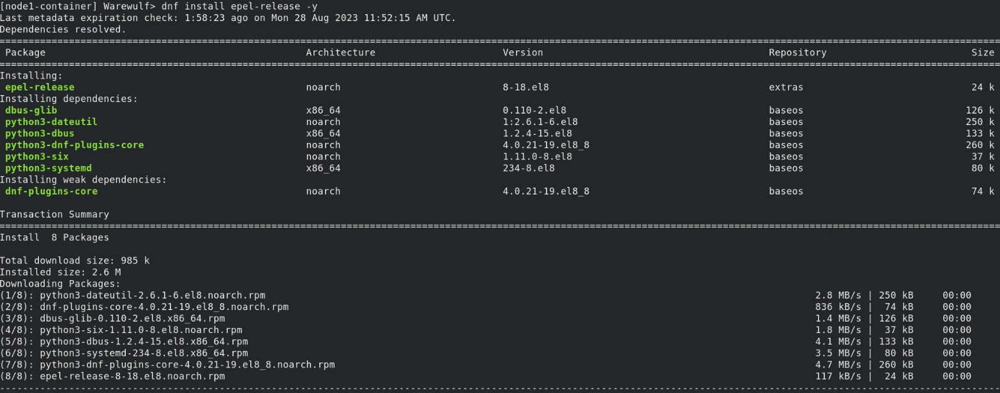 [node1-container] Warewulf> dnf install epel-release -y
Last metadata expiration check: 1:58:23 ago on Mon 28 Aug 2023 11:52:15 AM UTC.
Dependencies resolved.
Package Architecture Version Repository Size
Installing:
epel-release noarch 8-18.el8 extras 24 k
Installing dependencies:
dbus-glib x86_64 0.110-2.el8 baseos 126 k
python3-dateutil noarch 1:2.6.1-6.el8 baseos 250 k
python3-dbus x86_64 1.2.4-15.el8 baseos 133 k
python3-dnf-plugins-core noarch 4.0.21-19.el8_8 baseos 260 k
python3-six noarch 1.11.0-8.el8 baseos 37 k
python3-systemd x86_64 234-8.el8 baseos 80 k
Installing weak dependencies:
dnf-plugins-core noarch 4.0.21-19.el8_8 baseos 74 k
Transaction Summary
Install  8 Packages
Total download size: 985 k
Installed size: 2.6 M
Downloading Packages:
(1/8): python3-dateutil-2.6.1-6.el8.noarch.rpm 2.8 MB/s | 250 kB 00:00
(2/8): dnf-plugins-core-4.0.21-19.el8_8.noarch.rpm 836 kB/s | 74 kB 00:00
(3/8): dbus-glib-0.110-2.el8.x86_64.rpm 1.4 MB/s | 126 kB 00:00
(4/8): python3-six-1.11.0-8.el8.noarch.rpm 1.8 MB/s | 37 kB 00:00
(5/8): python3-dbus-1.2.4-15.el8.x86_64.rpm 4.1 MB/s | 133 kB 00:00
(6/8): python3-systemd-234-8.el8.x86_64.rpm 3.5 MB/s | 80 kB 00:00
(7/8): python3-dnf-plugins-core-4.0.21-19.el8_8.noarch.rpm 4.7 MB/s | 260 kB 00:00
(8/8): epel-release-8-18.el8.noarch.rpm 117 kB/s | 24 kB 00:00